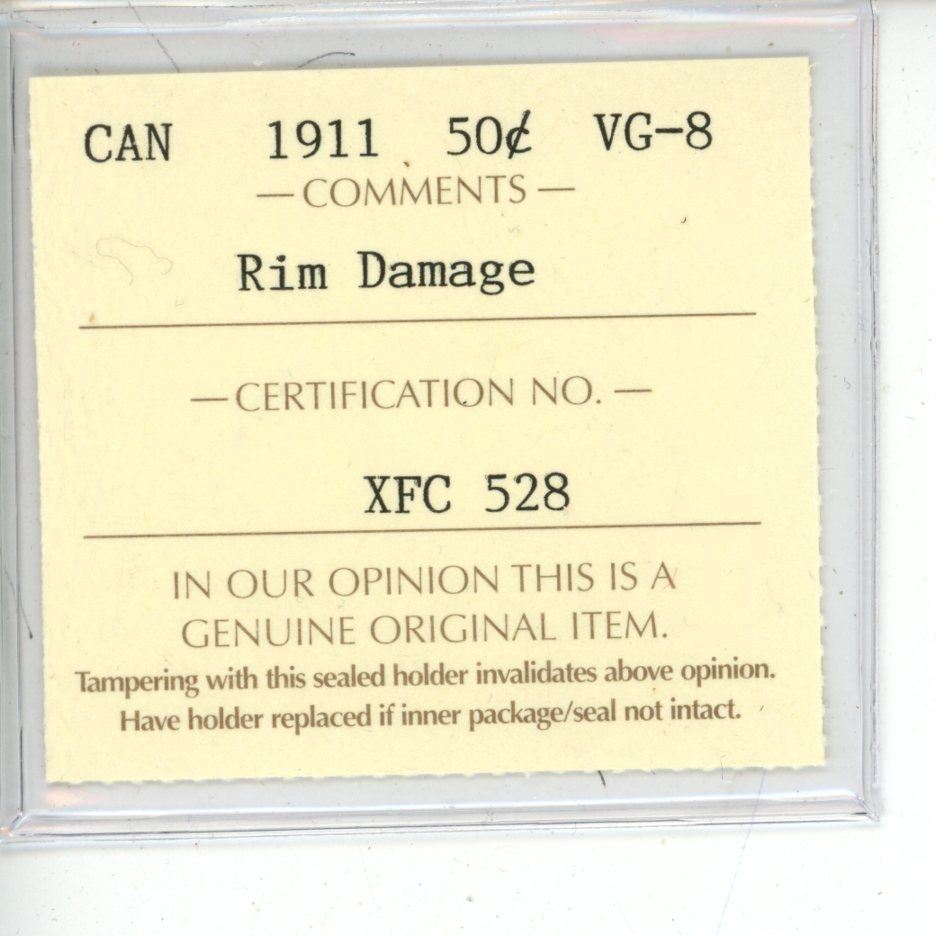 CAN 1911 50¢ VG-8
— COMMENTS —
Rim Damage
— CERTIFICATION NO. —
XFC 528
IN OUR OPINION THIS IS A
GENUINE ORIGINAL ITEM.
Tampering with this sealed holder invalidates above opinion.
Have holder replaced if inner package/seal not intact.